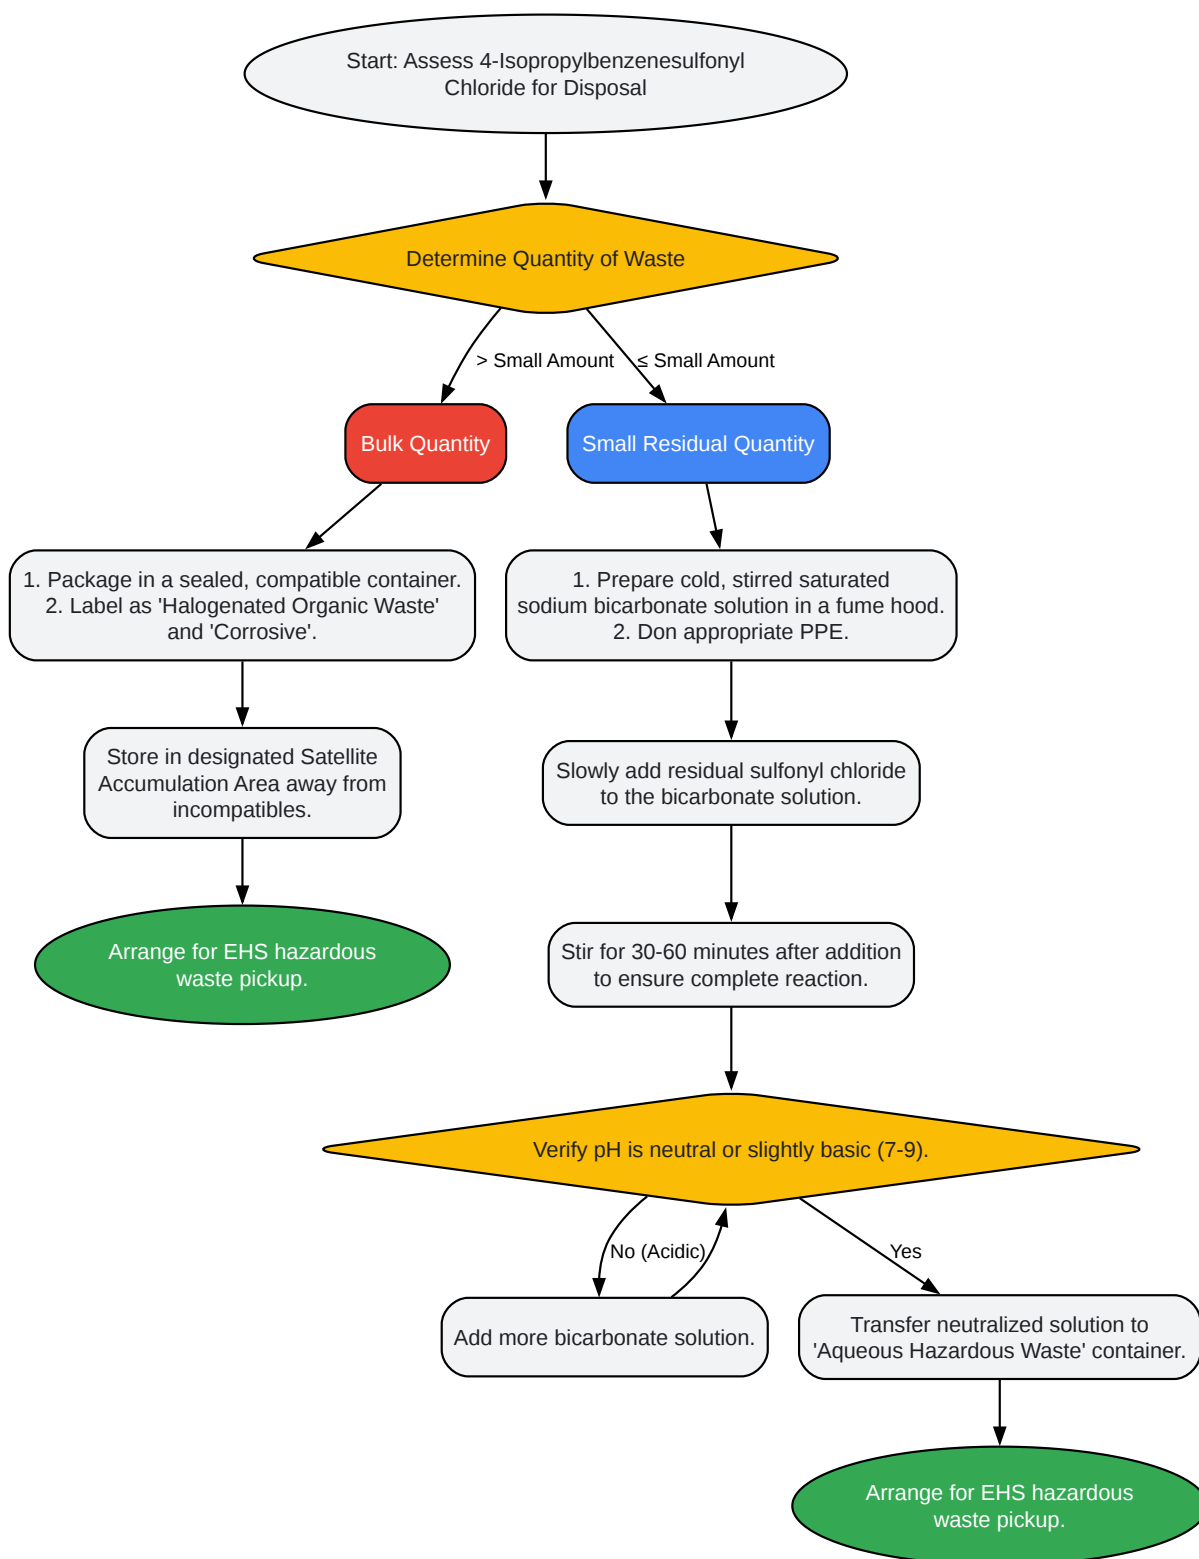 Start: Assess 4-Isopropylbenzenesulfonyl
Chloride for Disposal
Determine Quantity of Waste
> Small Amount
≤ Small Amount
Bulk Quantity
Small Residual Quantity
1. Package in a sealed, compatible container.
2. Label as 'Halogenated Organic Waste'
and 'Corrosive'.
1. Prepare cold, stirred saturated
sodium bicarbonate solution in a fume hood.
2. Don appropriate PPE.
Store in designated Satellite
Accumulation Area away from
incompatibles.
Slowly add residual sulfonyl chloride
to the bicarbonate solution.
Arrange for EHS hazardous
waste pickup.
Stir for 30-60 minutes after addition
to ensure complete reaction.
Verify pH is neutral or slightly basic (7-9).
No (Acidic)
Yes
Add more bicarbonate solution.
Transfer neutralized solution to
'Aqueous Hazardous Waste' container.
Arrange for EHS hazardous
waste pickup.